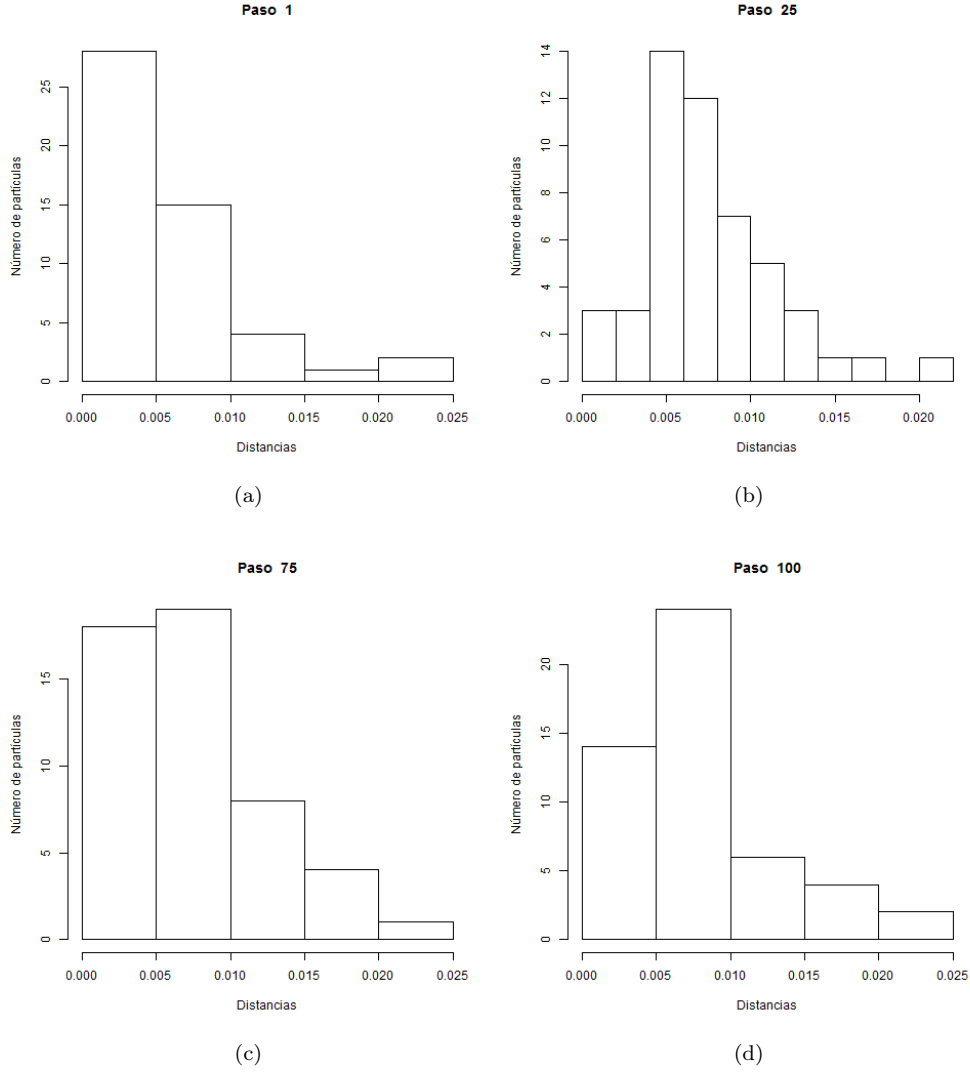 Paso 1
Número de partículas
0 5 10 15 20 25
0.000 0.005 0.010 0.015 0.020 0.025
Distancias
(a)
Paso 25
Número de partículas
0 2 4 6 8 10 12 14
0.000 0.005 0.010 0.015 0.020
Distancias
(b)
Paso 75
Número de partículas
0 5 10 15
0.000 0.005 0.010 0.015 0.020 0.025
Distancias
(c)
Paso 100
Número de partículas
0 5 10 15 20
0.000 0.005 0.010 0.015 0.020 0.025
Distancias
(d)